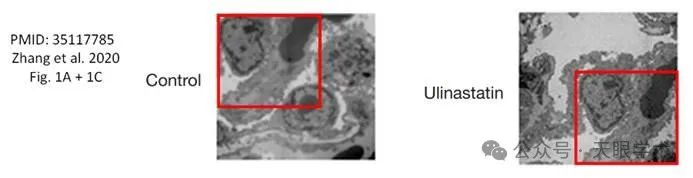 PMID: 35117785
Zhang et al. 2020
Fig. 1A + 1C
Control
Ulinastatin
公众号 · 天眼学术